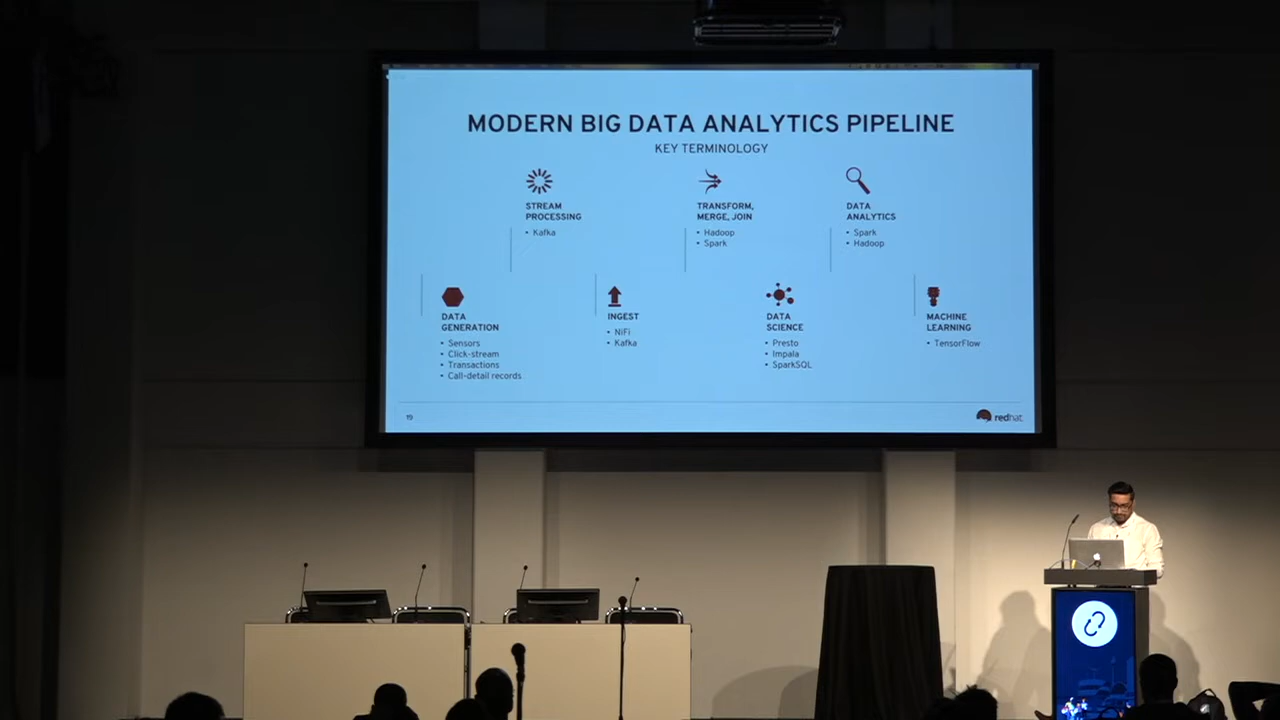 MODERN BIG DATA ANALYTICS PIPELINE
KEY TERMINOLOGY
STREAM
PROCESSING
• Kafka
TRANSFORM,
MERGE, JOIN
• Hadoop
• Spark
DATA
ANALYTICS
• Spark
• Hadoop
DATA
GENERATION
• Sensors
• Click-stream
• Transactions
• Call-detail records
INGEST
• NiFi
• Kafka
DATA
SCIENCE
• Presto
• Impala
• SparkSQL
MACHINE
LEARNING
• TensorFlow
19
redhat